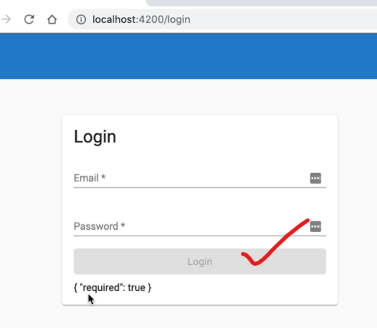 localhost:4200/login
Login
Email *
Password *
Login
{ "required": true }